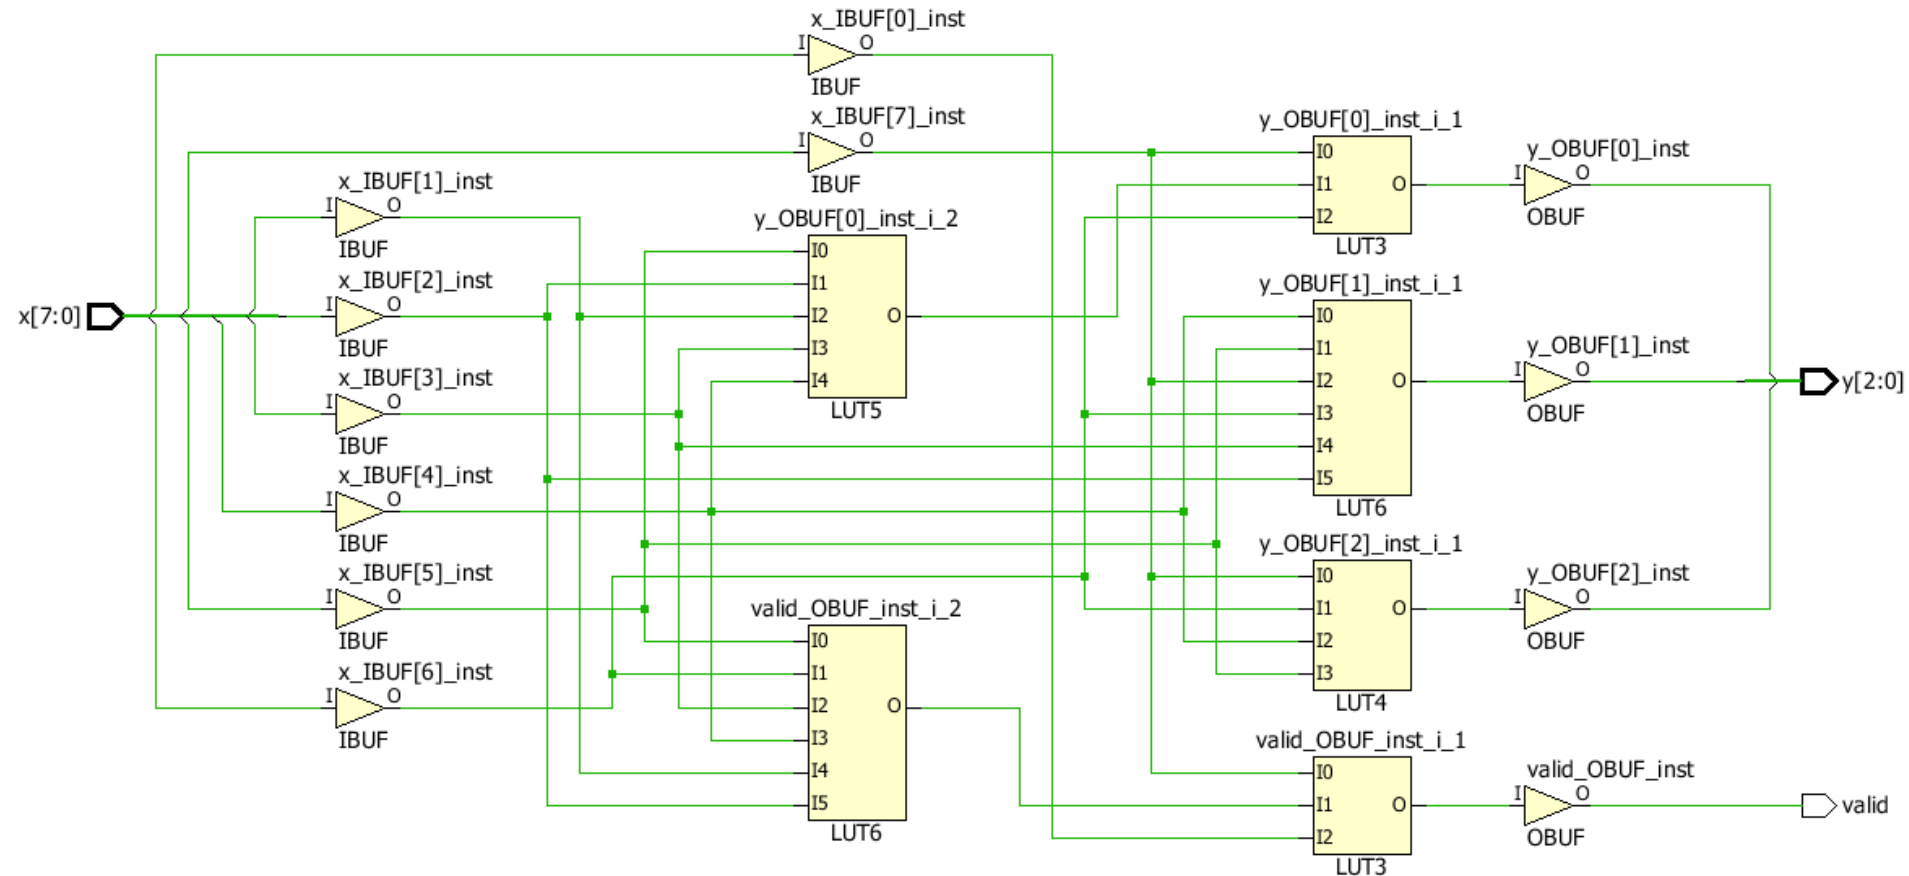 x_IBUF[0]_inst
I
O
IBUF
x_IBUF[7]_inst
I
O
IBUF
x_IBUF[1]_inst
I
O
IBUF
x_IBUF[2]_inst
I
O
IBUF
x[7:0]
x_IBUF[3]_inst
I
O
IBUF
x_IBUF[4]_inst
I
O
IBUF
x_IBUF[5]_inst
I
O
IBUF
x_IBUF[6]_inst
I
O
IBUF
y_OBUF[0]_inst_i_2
I0
I1
I2
I3
I4
O
LUT5
valid_OBUF_inst_i_2
I0
I1
I2
I3
I4
I5
O
LUT6
y_OBUF[0]_inst_i_1
I0
I1
I2
O
LUT3
y_OBUF[1]_inst_i_1
I0
I1
I2
I3
I4
I5
O
LUT6
y_OBUF[2]_inst_i_1
I0
I1
I2
I3
O
LUT4
valid_OBUF_inst_i_1
I0
I1
I2
O
LUT3
y_OBUF[0]_inst
I
O
OBUF
y_OBUF[1]_inst
I
O
OBUF
y[2:0]
y_OBUF[2]_inst
I
O
OBUF
valid_OBUF_inst
I
O
OBUF
valid